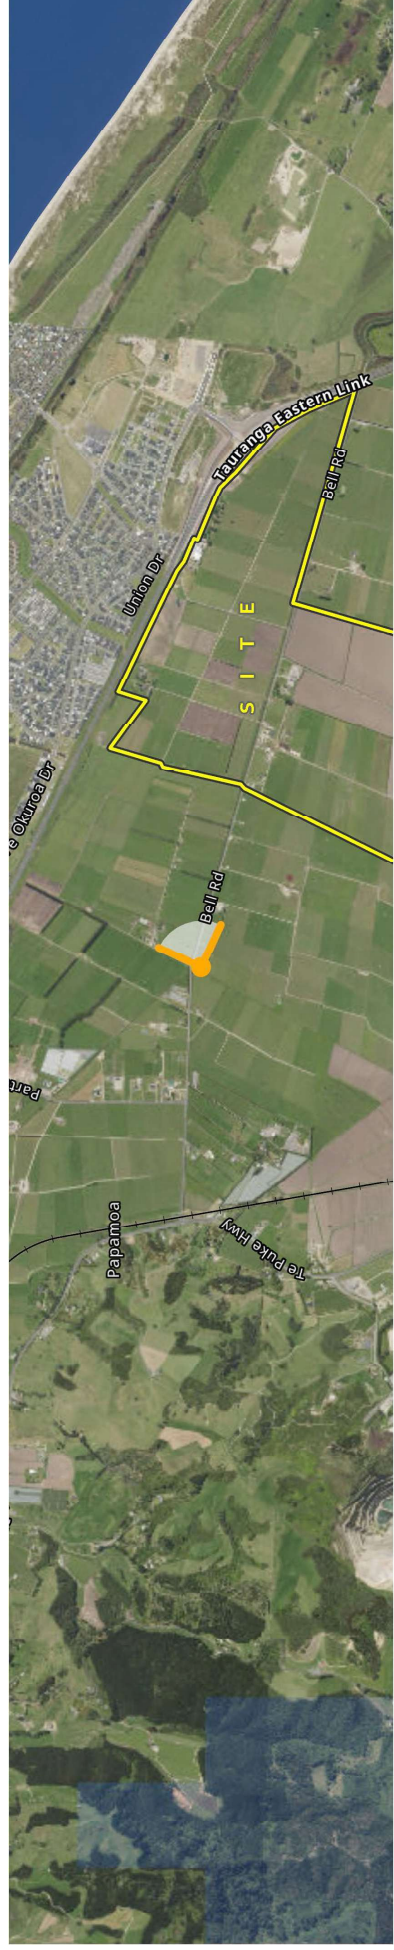 Tauranga Eastern Link
Bell Rd
Union Dr
S I T E
e Okuroa Dr
Bell Rd
Part
Papamoa
Te Puke Hwy